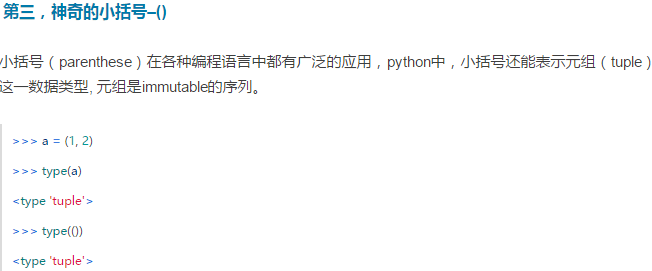 第三，神奇的小括号–()
小括号（parenthese）在各种编程语言中都有广泛的应用，python中，小括号还能表示元组（tuple）
这一数据类型, 元组是immutable的序列。
>>> a = (1, 2)
>>> type(a)
<type 'tuple'>
>>> type(())
<type 'tuple'>